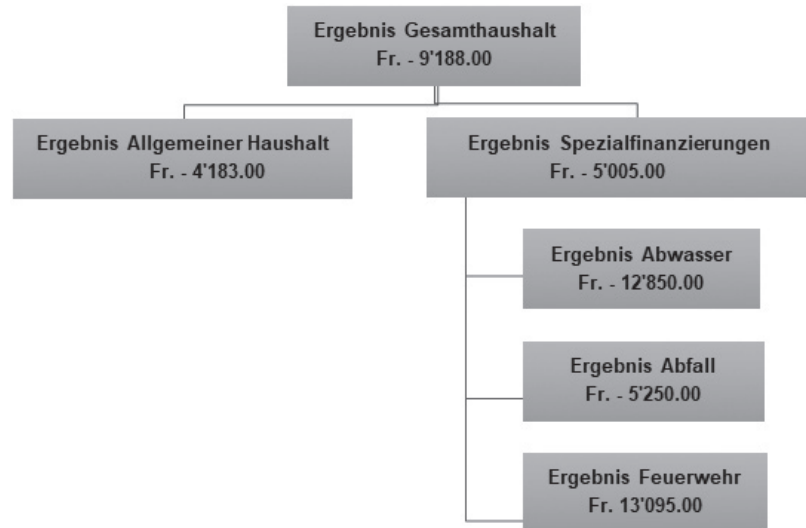 Ergebnis Gesamthaushalt
Fr. - 9'188.00
Ergebnis Allgemeiner Haushalt
Fr. - 4'183.00
Ergebnis Spezialfinanzierungen
Fr. - 5'005.00
Ergebnis Abwasser
Fr. - 12'850.00
Ergebnis Abfall
Fr. - 5'250.00
Ergebnis Feuerwehr
Fr. 13'095.00